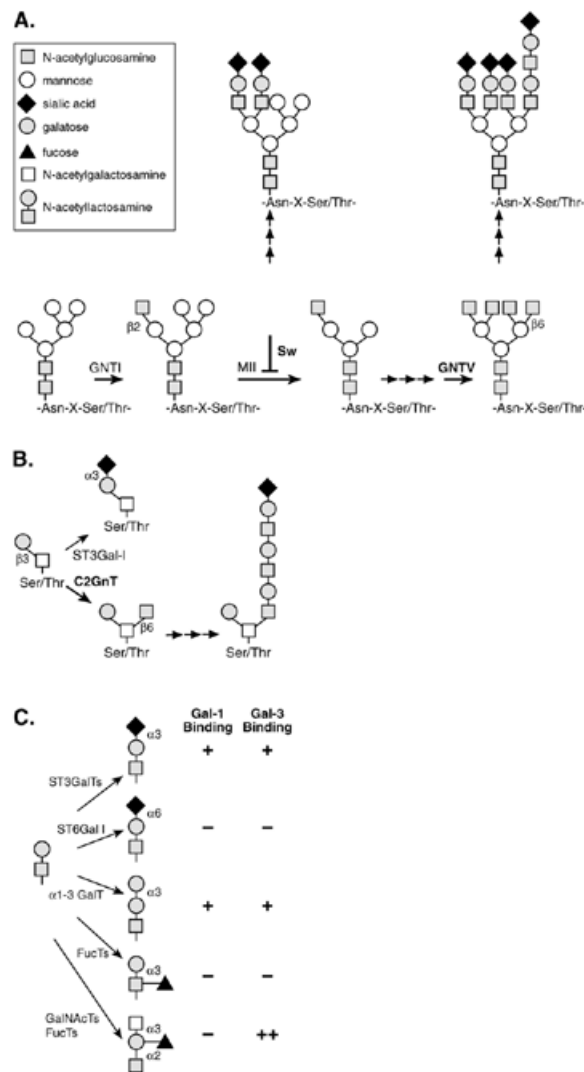 A.
N-acetylglucosamine
mannose
sialic acid
galatose
fucose
N-acetylgalactosamine
N-acetyllactosamine
-Asn-X-Ser/Thr-
-Asn-X-Ser/Thr-
β2
GNTI
MII
Sw
GNTV
β6
-Asn-X-Ser/Thr-
-Asn-X-Ser/Thr-
-Asn-X-Ser/Thr-
-Asn-X-Ser/Thr-
B.
α3
Ser/Thr
β3
ST3Gal-I
Ser/Thr
C2GnT
β6
Ser/Thr
Ser/Thr
C.
Gal-1 Gal-3
Binding Binding
α3
+ +
ST3GalTs
α6
ST6Gal I
– –
α3
α1-3 GalT
+ +
FucTs
α3
– –
GalNAcTs
FucTs
α3
– ++
α2